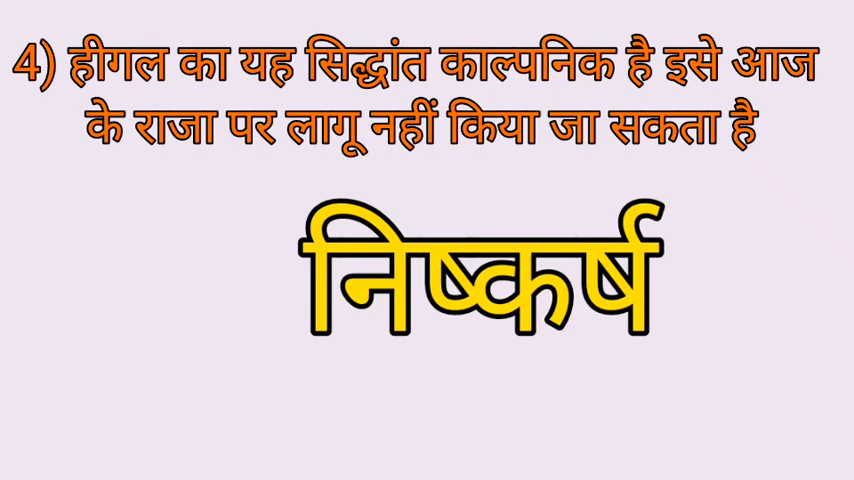 4) हीगल का यह सिद्धांत काल्पनिक है इसे आज
के राजा पर लागू नहीं किया जा सकता है
निष्कर्ष